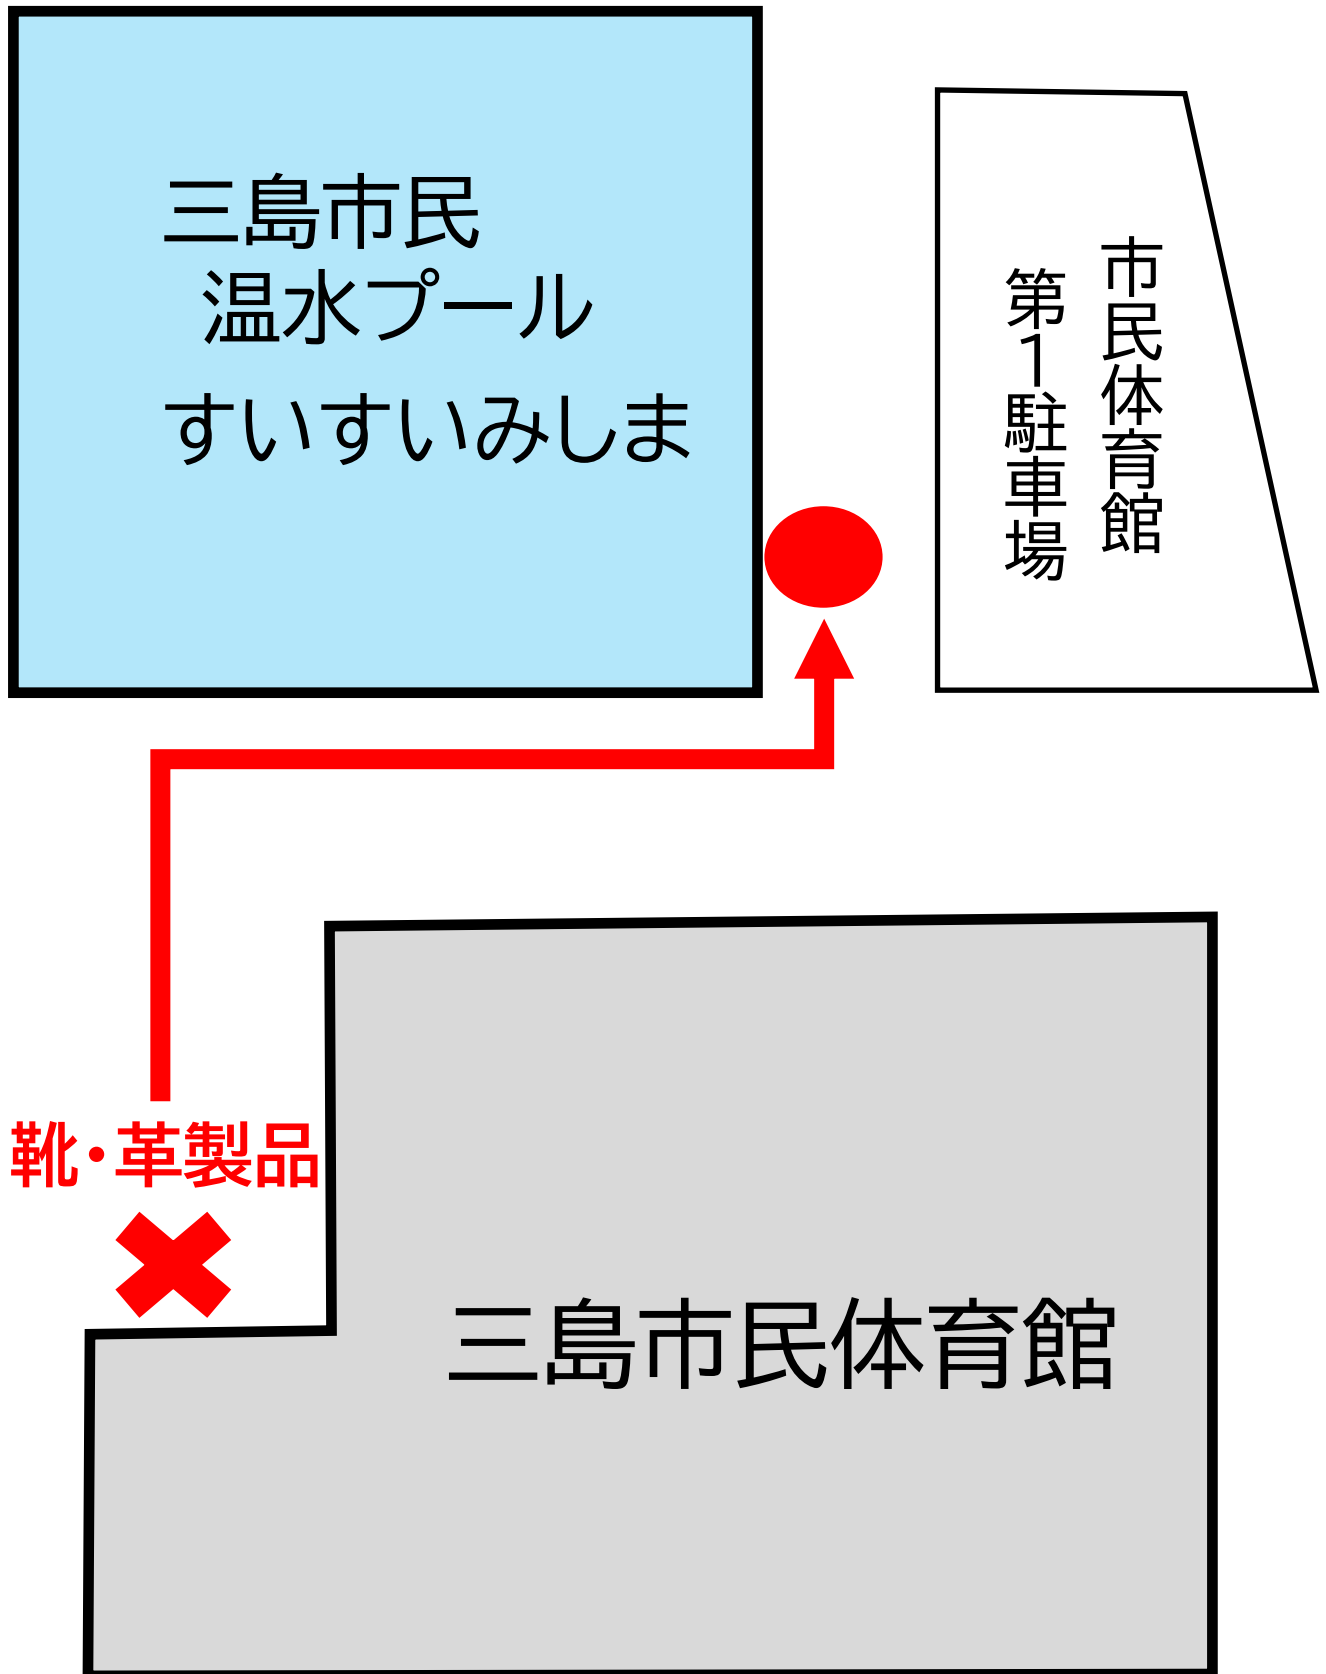 三島市民
温水プール
すいすいみしま
市民体育館
第1駐車場
靴・革製品
三島市民体育館